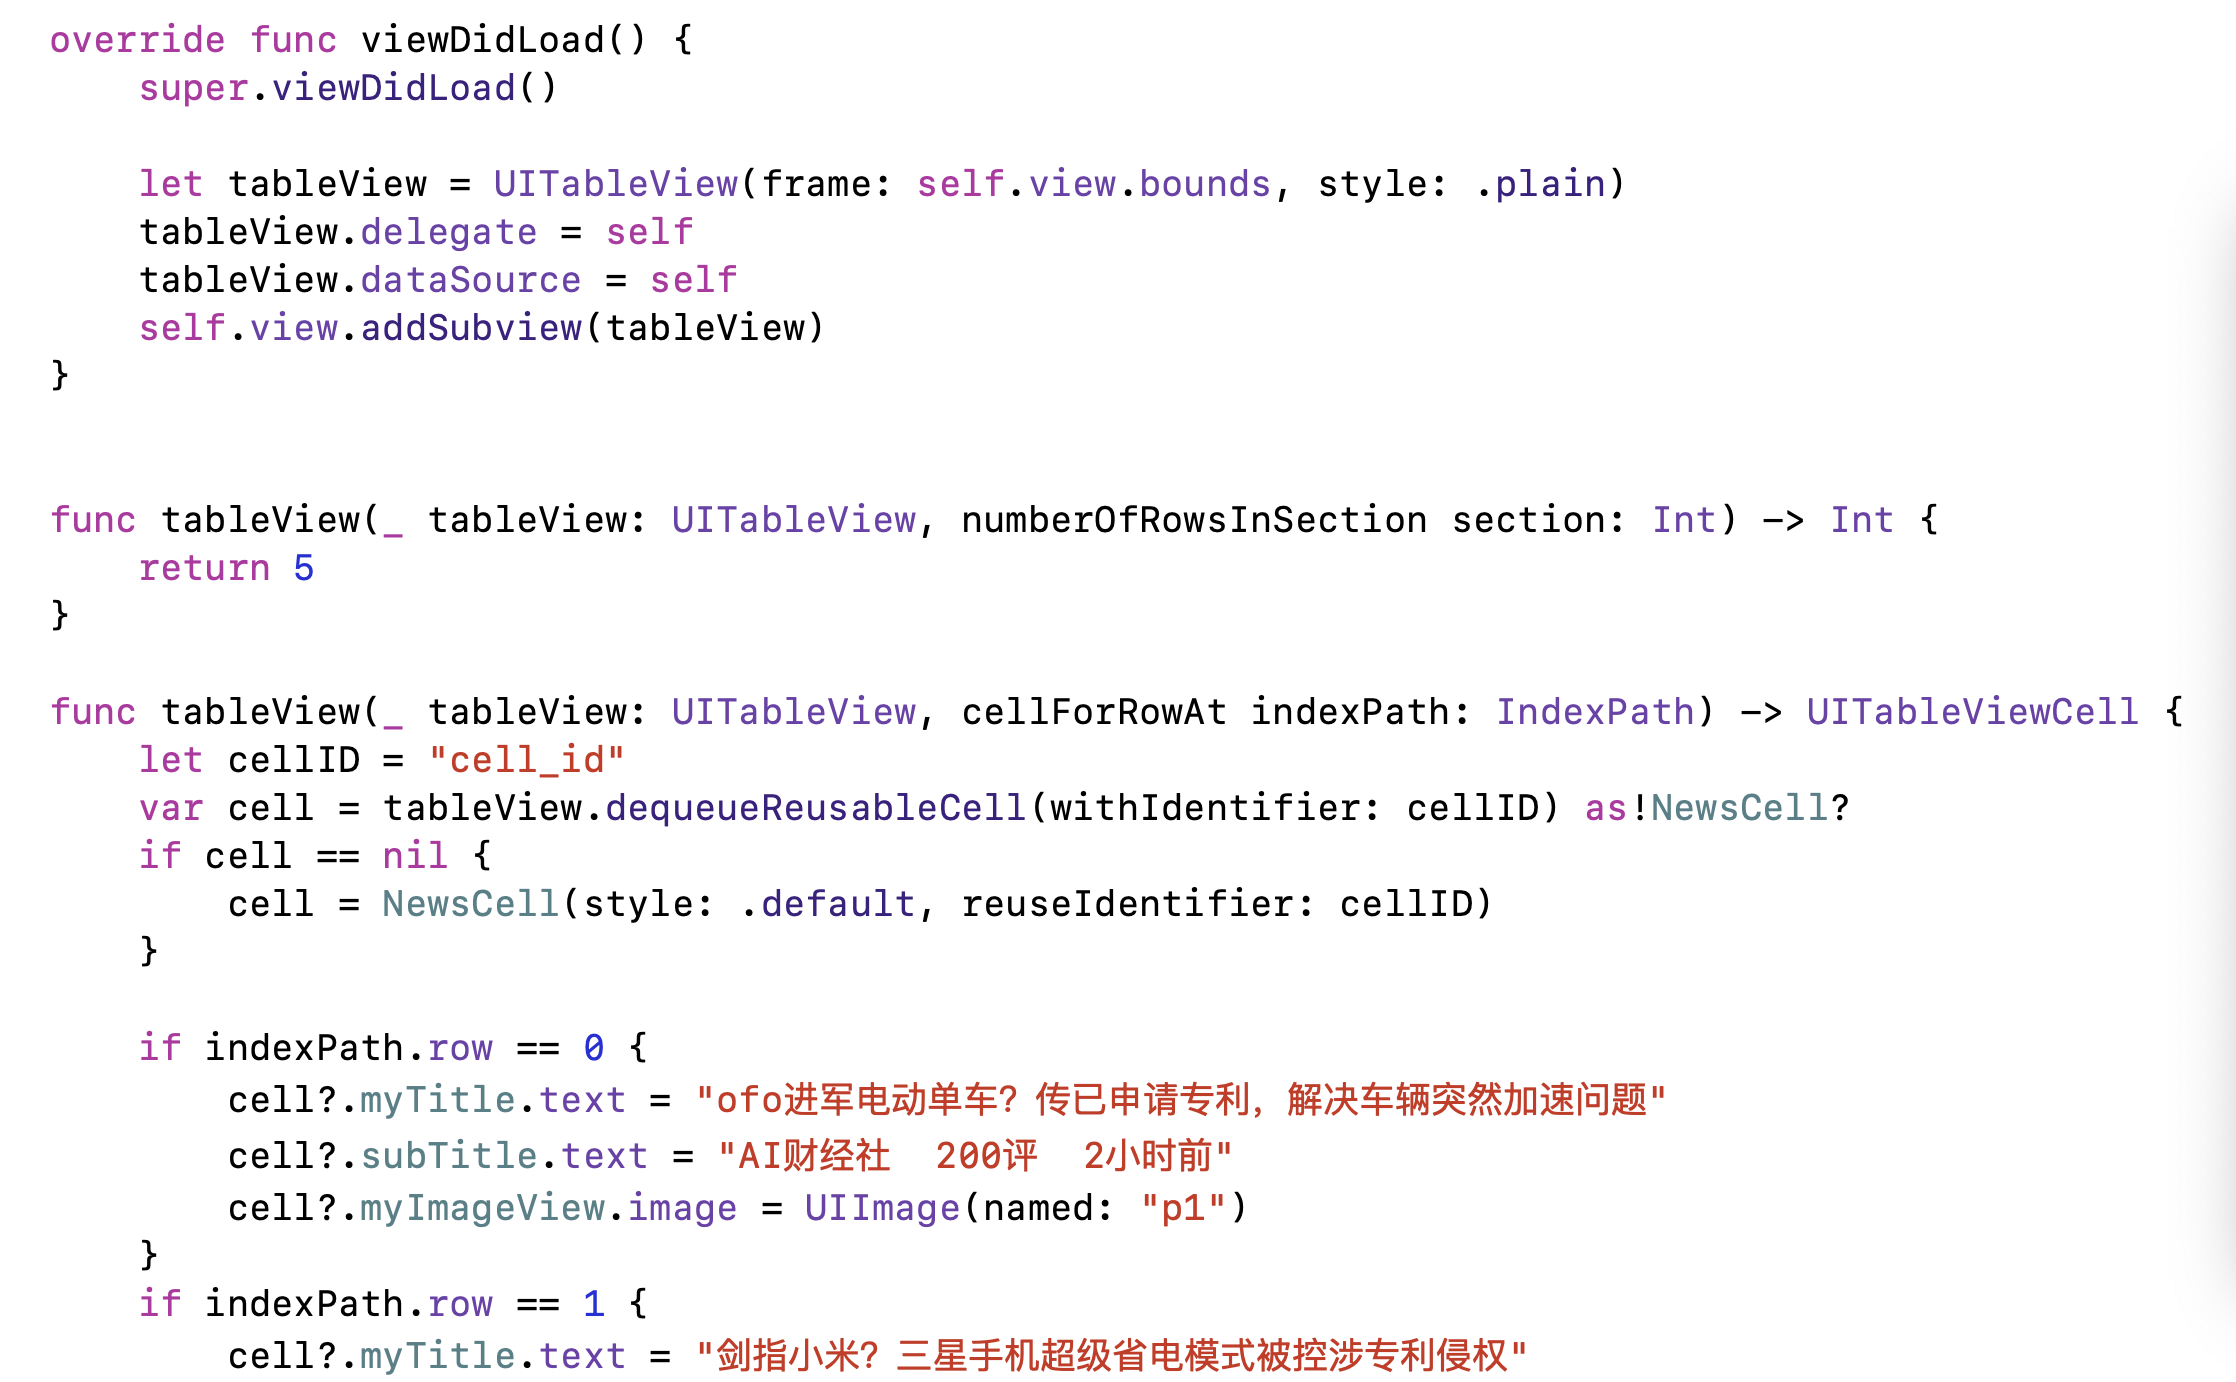 override func viewDidLoad() {
    super.viewDidLoad()

    let tableView = UITableView(frame: self.view.bounds, style: .plain)
    tableView.delegate = self
    tableView.dataSource = self
    self.view.addSubview(tableView)
}


func tableView(_ tableView: UITableView, numberOfRowsInSection section: Int) -> Int {
    return 5
}

func tableView(_ tableView: UITableView, cellForRowAt indexPath: IndexPath) -> UITableViewCell {
    let cellID = "cell_id"
    var cell = tableView.dequeueReusableCell(withIdentifier: cellID) as!NewsCell?
    if cell == nil {
        cell = NewsCell(style: .default, reuseIdentifier: cellID)
    }

    if indexPath.row == 0 {
        cell?.myTitle.text = "ofo进军电动单车？传已申请专利，解决车辆突然加速问题"
        cell?.subTitle.text = "AI财经社  200评  2小时前"
        cell?.myImageView.image = UIImage(named: "p1")
    }
    if indexPath.row == 1 {
        cell?.myTitle.text = "剑指小米？三星手机超级省电模式被控涉专利侵权"